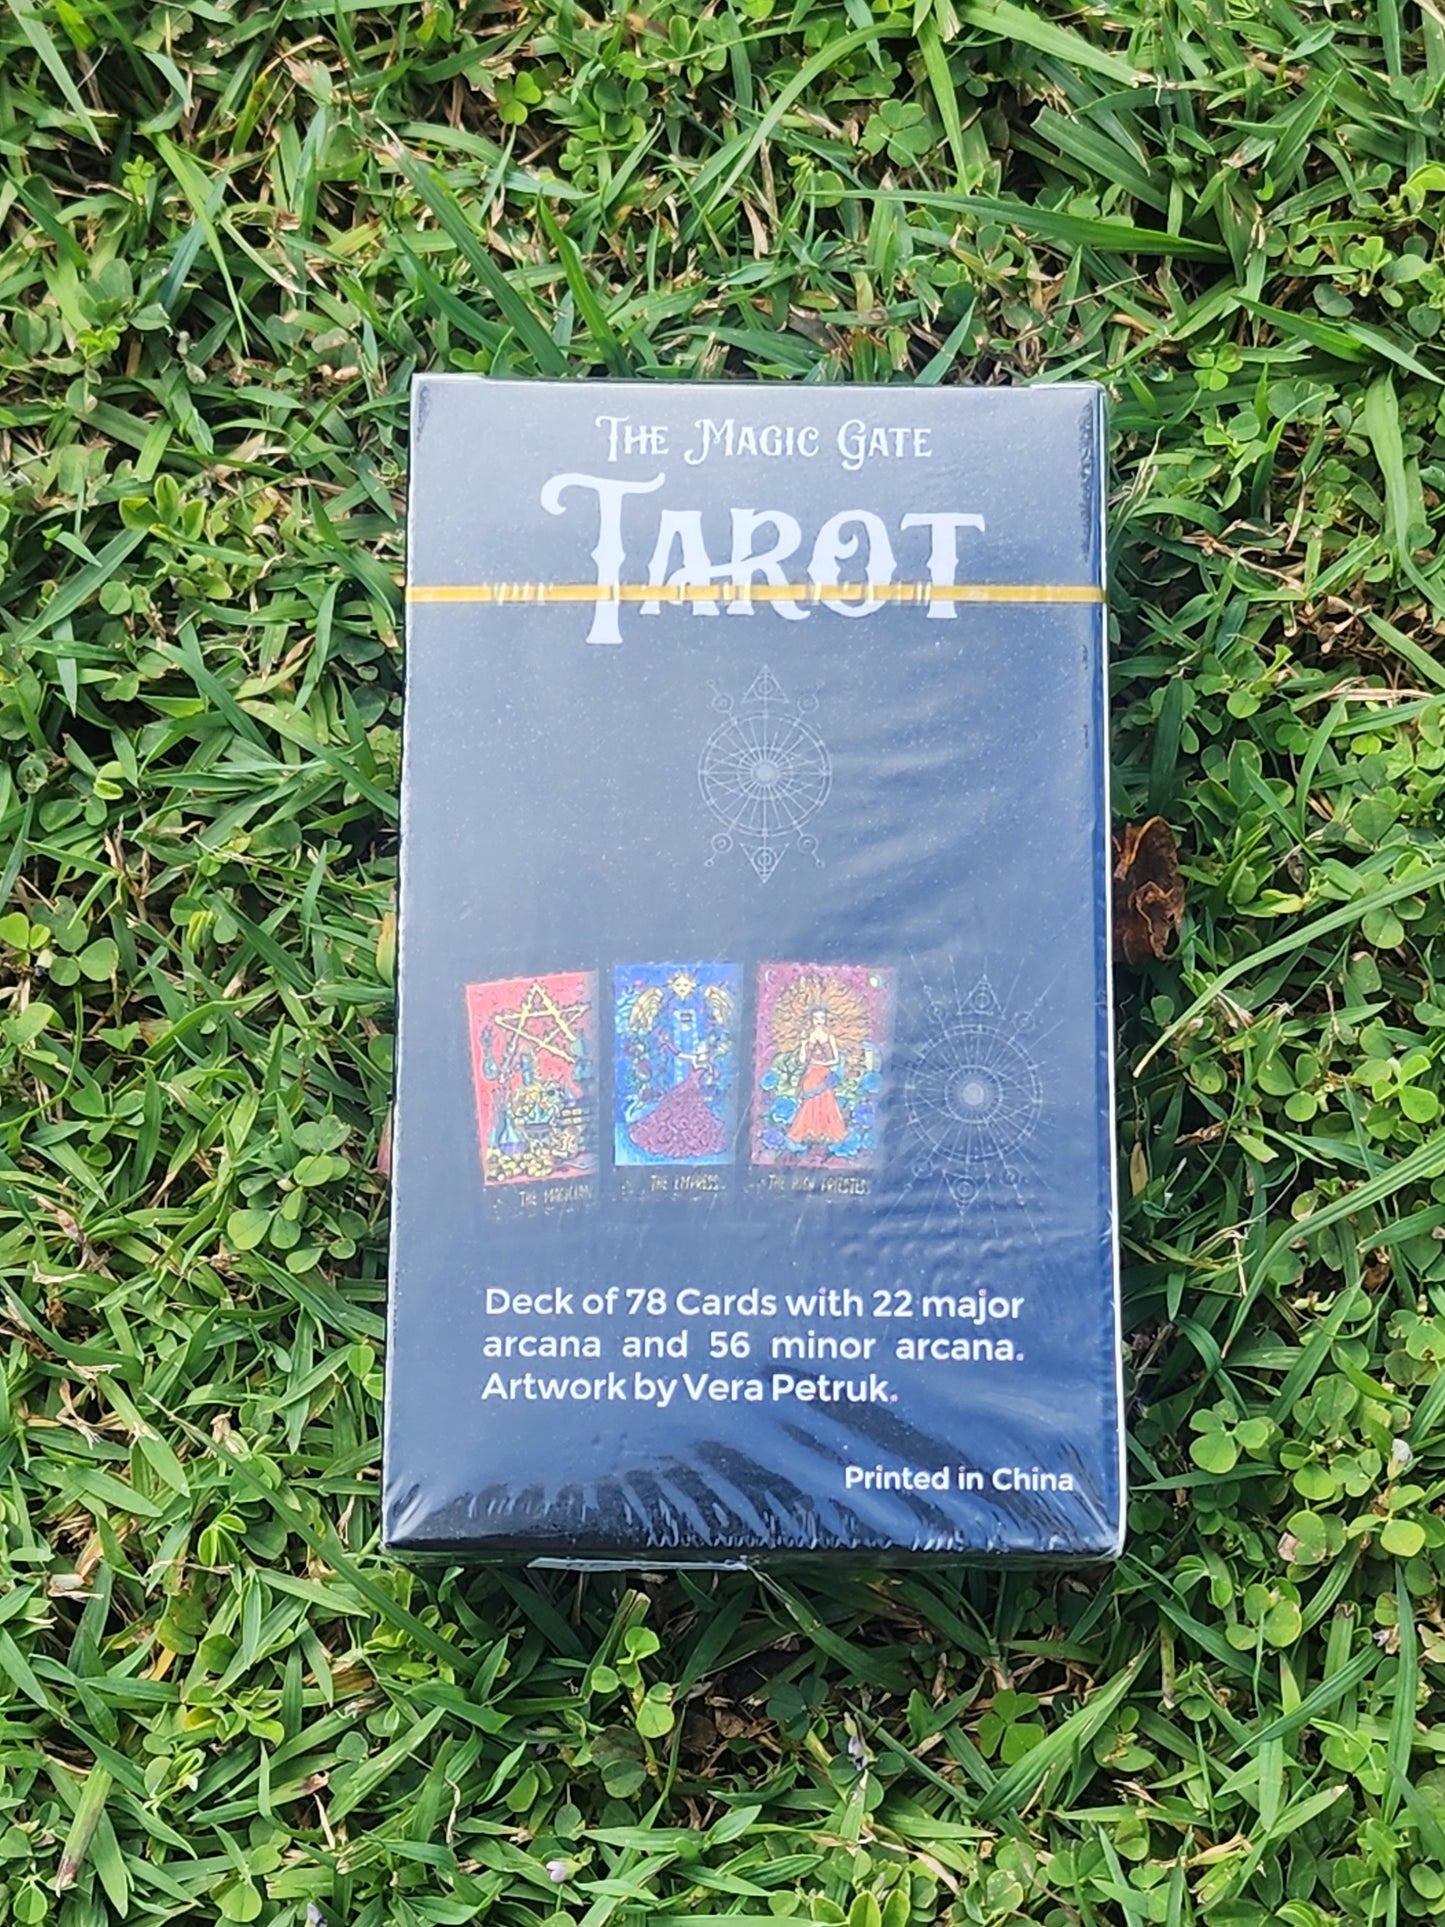 The Magic Gate
Tarot
THE MAGICIAN
THE EMPRESS
THE HIGH PRIESTESS
Deck of 78 Cards with 22 major
arcana and 56 minor arcana.
Artwork by Vera Petruk.
Printed in China